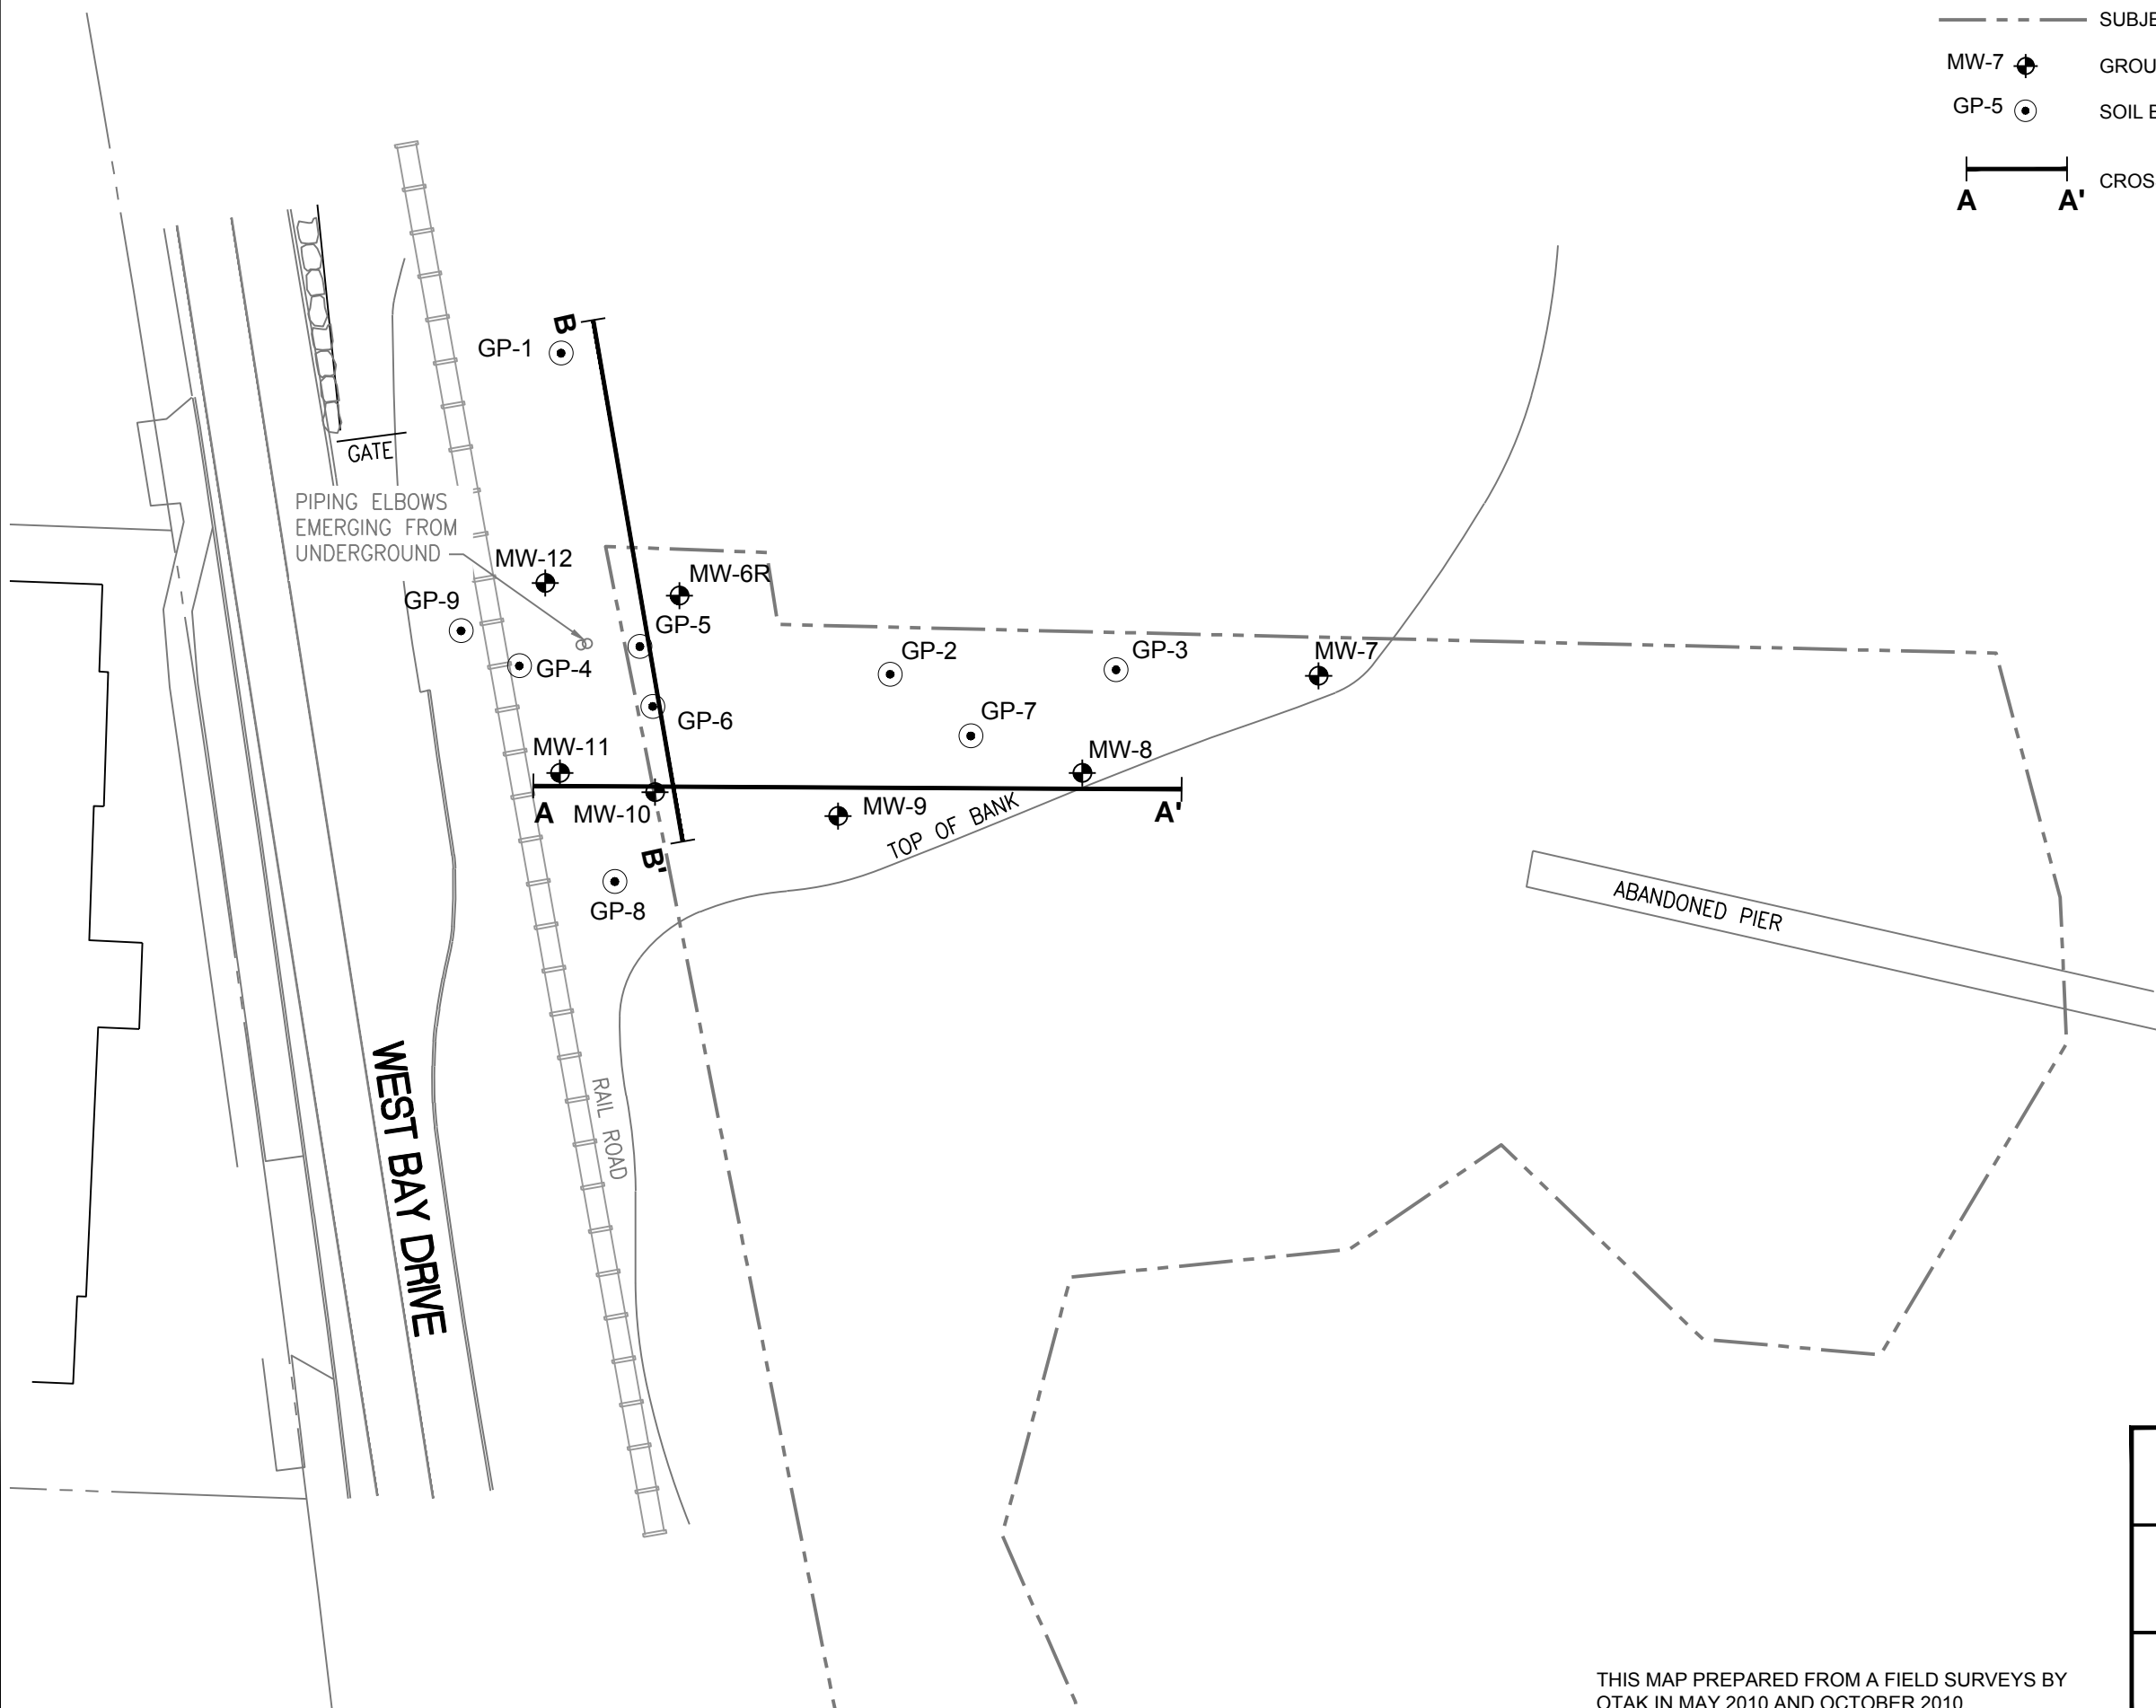 SUBJE
MW-7
GROU
GP-5
SOIL B
CROS
A
A'
B
GP-1
GATE
PIPING ELBOWS
EMERGING FROM
UNDERGROUND
MW-12
MW-6R
GP-9
GP-5
GP-4
GP-2
GP-3
MW-7
GP-6
GP-7
MW-11
MW-8
A
MW-10
MW-9
A'
TOP OF BANK
B'
GP-8
ABANDONED PIER
WEST BAY DRIVE
RAIL ROAD
THIS MAP PREPARED FROM A FIELD SURVEYS BY
OTAK IN MAY 2010 AND OCTOBER 2010